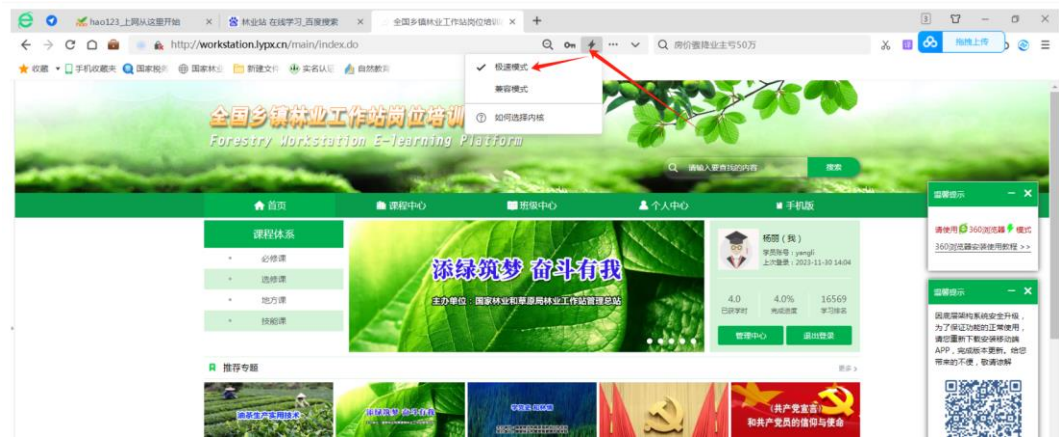 hao123_上网从这里开始
林业站 在线学习_百度搜索
全国乡镇林业工作站岗位培训
http://workstation.lypx.cn/main/index.do
房价衡降业主亏50万
拖拽上传
收藏
手机收藏夹
国家税务
国家林业
新建文件
实名认证
自然教育
极速模式
兼容模式
如何选择内核
全国乡镇林业工作站岗位培训
Forestry Workstation E-learning Platform
请输入要查找的内容
搜索
首页
课程中心
班级中心
个人中心
手机版
课程体系
必修课
选修课
地方课
技能课
添绿筑梦 奋斗有我
主办单位：国家林业和草原局林业工作站管理总站
杨丽（我）
学员账号：yangli
上次登录：2023-11-30 14:04
4.0 4.0% 16569
已获学时 完成进度 学习排名
管理中心
退出登录
温馨提示
请使用 360浏览器 模式
360浏览器安装使用教程 >>
温馨提示
因底层架构系统安全升级，
为了保证功能的正常使用，
请您重新下载安装移动端
APP，完成版本更新。给您
带来的不便，敬请谅解
推荐专题
更多
油茶生产实用技术
添绿筑梦 奋斗有我
《共产党宣言》
和共产党员的信仰与使命